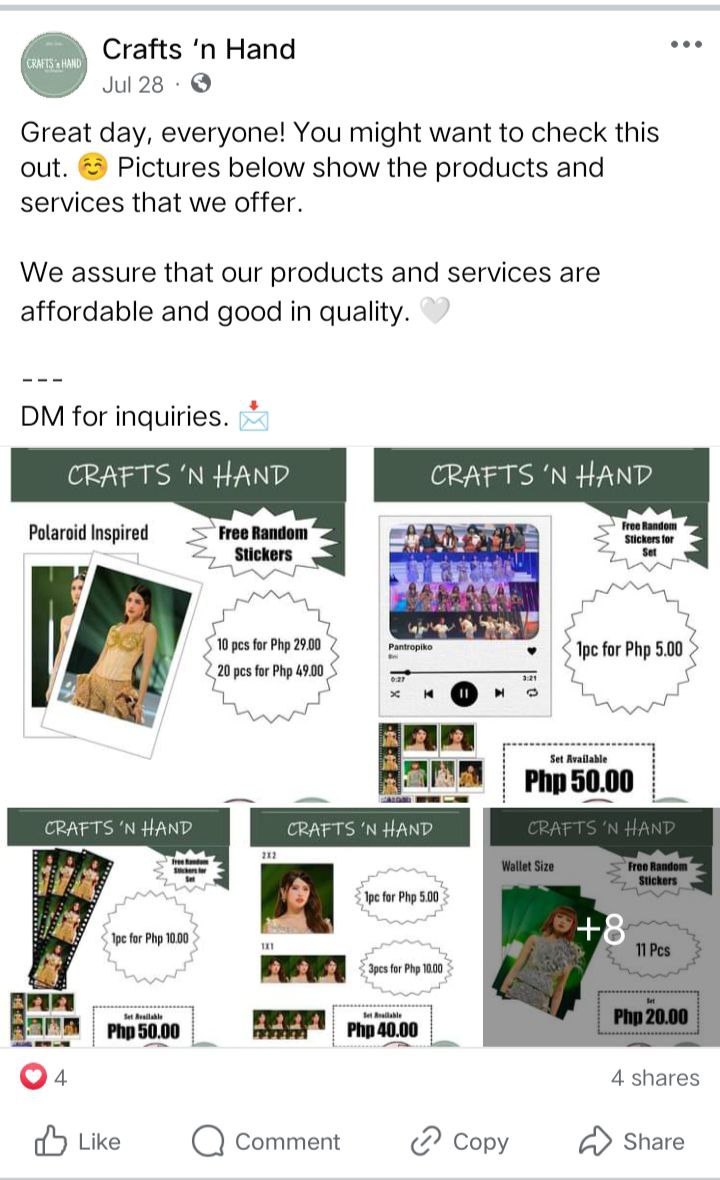 CRAFTS 'N HAND
Crafts 'n Hand
Jul 28 ·
Great day, everyone! You might want to check this
out. ☺️ Pictures below show the products and
services that we offer.
We assure that our products and services are
affordable and good in quality. 🤍
---
DM for inquiries. 📩
CRAFTS 'N HAND
Polaroid Inspired
Free Random
Stickers
10 pcs for Php 29.00
20 pcs for Php 49.00
CRAFTS 'N HAND
Free Random
Stickers for
Set
Pantropiko
Bini
0:27
3:21
1pc for Php 5.00
Set Available
Php 50.00
CRAFTS 'N HAND
Free Random
Stickers for
Set
1pc for Php 10.00
Set Available
Php 50.00
CRAFTS 'N HAND
2X2
1pc for Php 5.00
1X1
3pcs for Php 10.00
Set Available
Php 40.00
CRAFTS 'N HAND
Wallet Size
Free Random
Stickers
+8
11 Pcs
Set
Php 20.00
4
4 shares
Like
Comment
Copy
Share